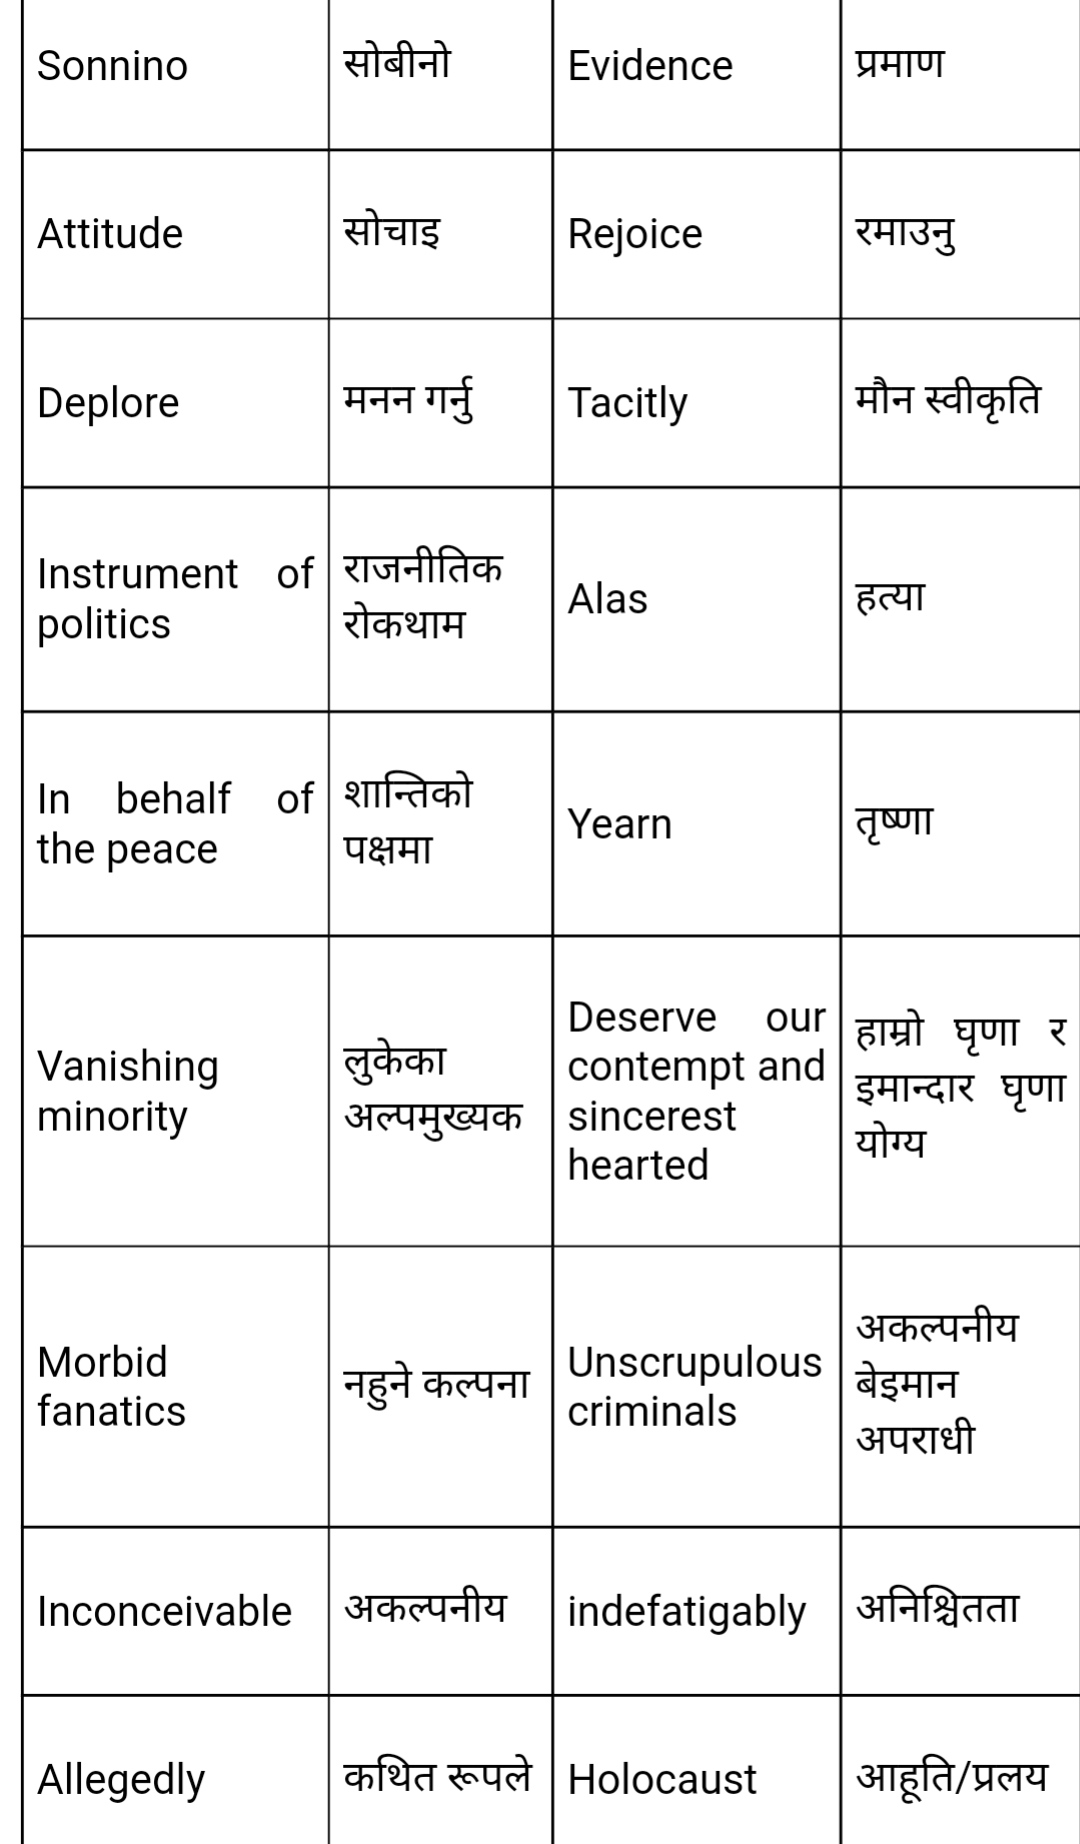 Sonnino सोबीनो Evidence प्रमाण
Attitude सोचाइ Rejoice रमाउनु
Deplore मनन गर्नु Tacitly मौन स्वीकृति
Instrument of
politics
राजनीतिक
रोकथाम
Alas
हत्या
In behalf of
the peace
शान्तिको
पक्षमा
Yearn
तृष्णा
Vanishing
minority
लुकेका
अल्पमुख्यक
Deserve our
contempt and
sincerest
hearted
हाम्रो घृणा र
इमान्दार घृणा
योग्य
Morbid
fanatics
नहुने कल्पना
Unscrupulous
criminals
अकल्पनीय
बेइमान
अपराधी
Inconceivable अकल्पनीय indefatigably अनिश्चितता
Allegedly कथित रूपले Holocaust आहूति/प्रलय